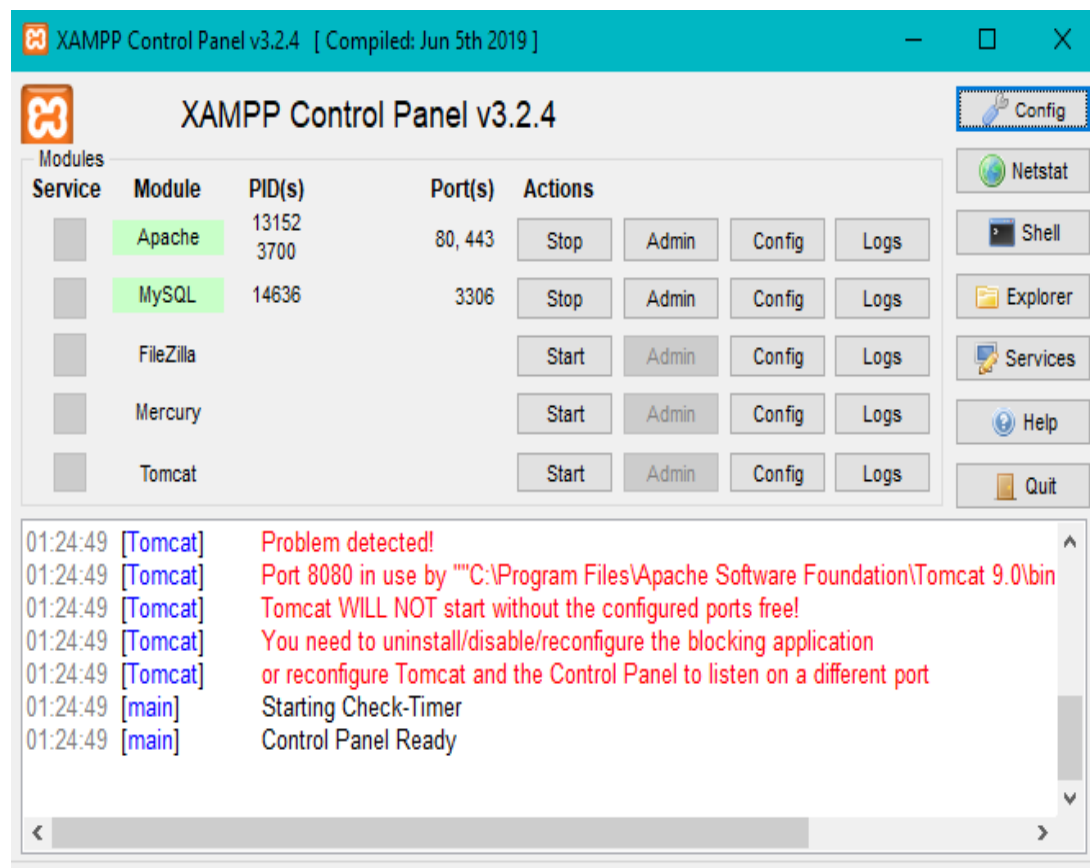 XAMPP Control Panel v3.2.4 [ Compiled: Jun 5th 2019 ]
XAMPP Control Panel v3.2.4
Config
Modules
Service Module PID(s) Port(s) Actions
Netstat
Apache 13152 3700 80, 443 Stop Admin Config Logs
Shell
MySQL 14636 3306 Stop Admin Config Logs
Explorer
FileZilla Start Admin Config Logs
Services
Mercury Start Admin Config Logs
Help
Tomcat Start Admin Config Logs
Quit
01:24:49 [Tomcat] Problem detected!
01:24:49 [Tomcat] Port 8080 in use by ""C:\Program Files\Apache Software Foundation\Tomcat 9.0\bin
01:24:49 [Tomcat] Tomcat WILL NOT start without the configured ports free!
01:24:49 [Tomcat] You need to uninstall/disable/reconfigure the blocking application
01:24:49 [Tomcat] or reconfigure Tomcat and the Control Panel to listen on a different port
01:24:49 [main] Starting Check-Timer
01:24:49 [main] Control Panel Ready